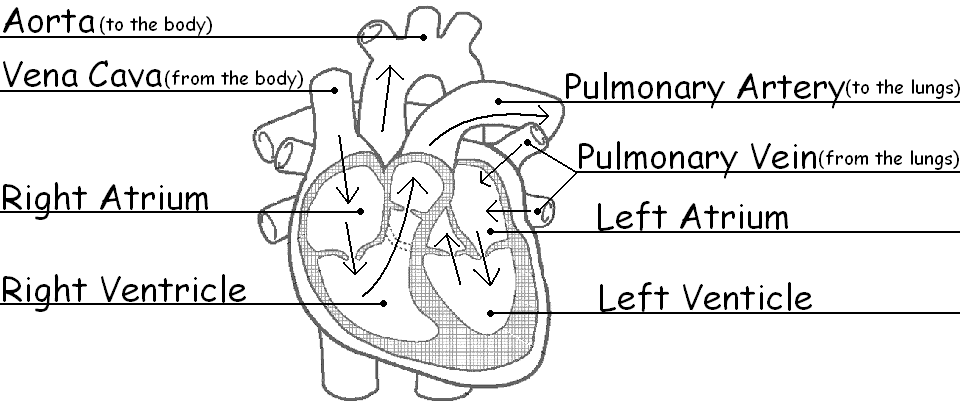 Aorta (to the body)
Vena Cava (from the body)
Pulmonary Artery (to the lungs)
Pulmonary Vein (from the lungs)
Right Atrium
Left Atrium
Right Ventricle
Left Venticle